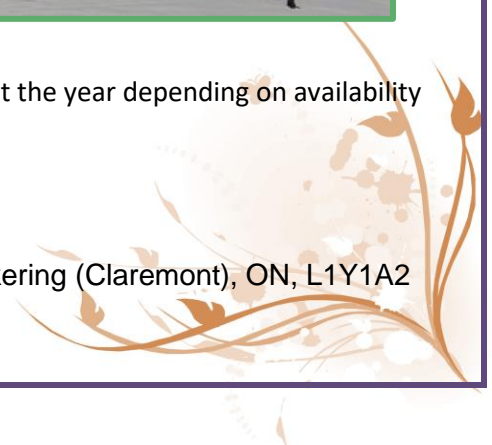 t the year depending on availability
ering (Claremont), ON, L1Y1A2